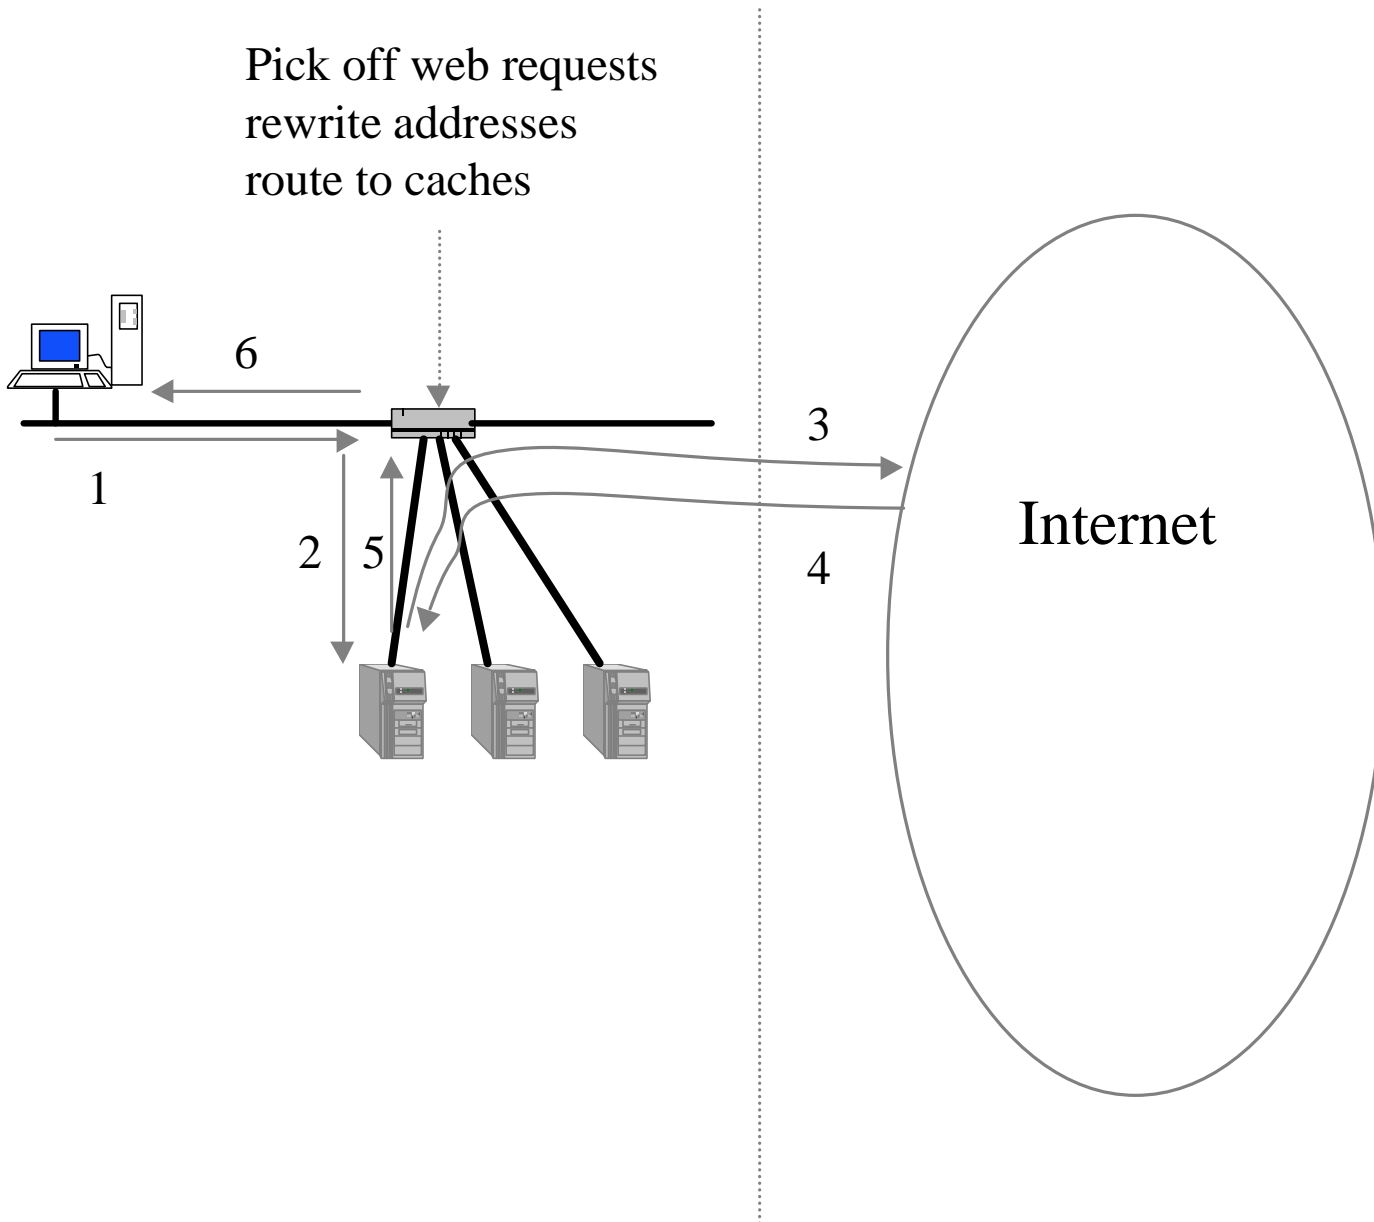 Pick off web requests
rewrite addresses
route to caches
6
3
1
Internet
2
5
4